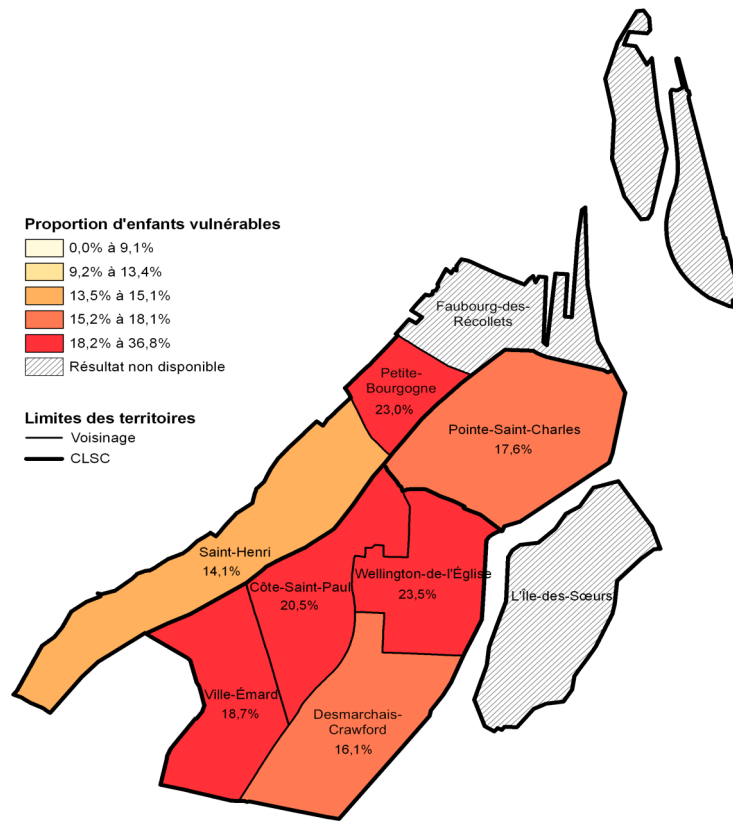 Proportion d'enfants vulnérables
0,0% à 9,1%
9,2% à 13,4%
13,5% à 15,1%
15,2% à 18,1%
18,2% à 36,8%
Résultat non disponible
Limites des territoires
Voisinage
CLSC
Faubourg-des-
Récollets
Petite-
Bourgogne
23,0%
Pointe-Saint-Charles
17,6%
Saint-Henri
14,1%
Côte-Saint-Paul
20,5%
Wellington-de-l'Église
23,5%
L'Île-des-Sœurs
Ville-Émard
18,7%
Desmarchais-
Crawford
16,1%